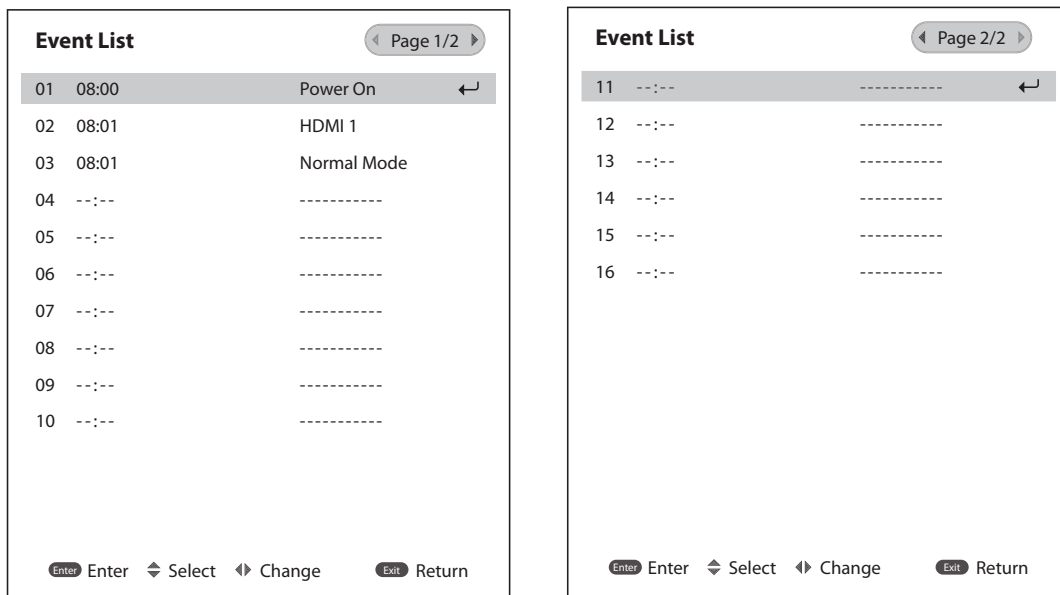 Event List
Page 1/2
01 08:00 Power On
02 08:01 HDMI 1
03 08:01 Normal Mode
04 --:-- -----------
05 --:-- -----------
06 --:-- -----------
07 --:-- -----------
08 --:-- -----------
09 --:-- -----------
10 --:-- -----------
Enter Enter Select Change Exit Return
Event List
Page 2/2
11 --:-- -----------
12 --:-- -----------
13 --:-- -----------
14 --:-- -----------
15 --:-- -----------
16 --:-- -----------
Enter Enter Select Change Exit Return